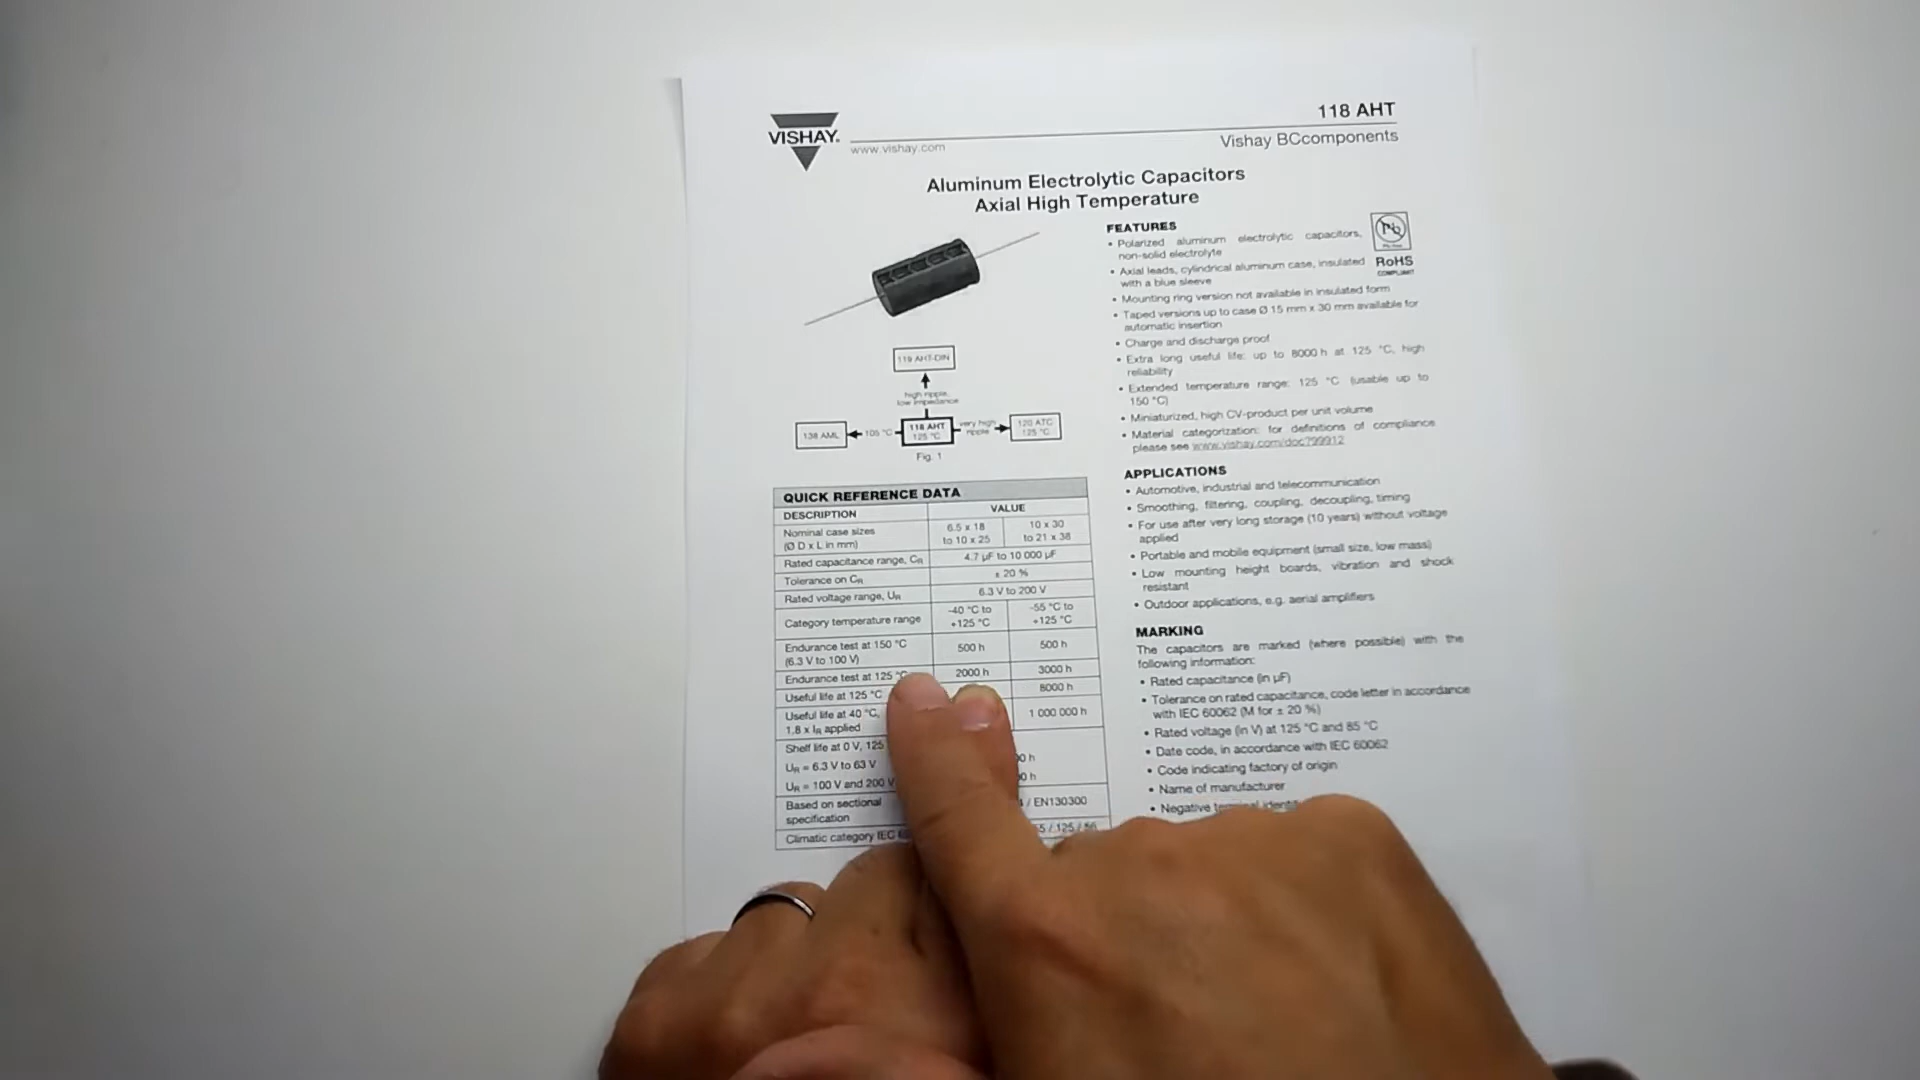 118 AHT
VISHAY.
www.vishay.com
Vishay BCcomponents
Aluminum Electrolytic Capacitors
Axial High Temperature
119 AHT-DIN
high ripple,
low impedance
138 AML
105 °C
118 AHT
125 °C
very high
ripple
120 ATC
125 °C
Fig. 1
QUICK REFERENCE DATA
DESCRIPTION VALUE
Nominal case sizes
(Ø D x L in mm)
6.5 x 18
to 10 x 25
10 x 30
to 21 x 38
Rated capacitance range, CR 4.7 µF to 10 000 µF
Tolerance on CR ± 20 %
Rated voltage range, UR 6.3 V to 200 V
Category temperature range
-40 °C to
+125 °C
-55 °C to
+125 °C
Endurance test at 150 °C
(6.3 V to 100 V)
500 h 500 h
Endurance test at 125 °C 2000 h 3000 h
Useful life at 125 °C 8000 h
Useful life at 40 °C,
1.8 x IR applied
1 000 000 h
Shelf life at 0 V, 125
UR = 6.3 V to 63 V
UR = 100 V and 200 V
Based on sectional
specification
/ EN130300
Climatic category IEC
/ 125 / 56
FEATURES
• Polarized aluminum electrolytic capacitors,
non-solid electrolyte
• Axial leads, cylindrical aluminum case, insulated
with a blue sleeve
• Mounting ring version not available in insulated form
• Taped versions up to case Ø 15 mm x 30 mm available for
automatic insertion
• Charge and discharge proof
• Extra long useful life: up to 8000 h at 125 °C, high
reliability
• Extended temperature range: 125 °C (usable up to
150 °C)
• Miniaturized, high CV-product per unit volume
• Material categorization: for definitions of compliance
please see www.vishay.com/doc?99912
Pb
RoHS
COMPLIANT
APPLICATIONS
• Automotive, industrial and telecommunication
• Smoothing, filtering, coupling, decoupling, timing
• For use after very long storage (10 years) without voltage
applied
• Portable and mobile equipment (small size, low mass)
• Low mounting height boards, vibration and shock
resistant
• Outdoor applications, e.g. aerial amplifiers
MARKING
The capacitors are marked (where possible) with the
following information:
• Rated capacitance (in µF)
• Tolerance on rated capacitance, code letter in accordance
with IEC 60062 (M for ± 20 %)
• Rated voltage (in V) at 125 °C and 85 °C
• Date code, in accordance with IEC 60062
• Code indicating factory of origin
• Name of manufacturer
• Negative terminal